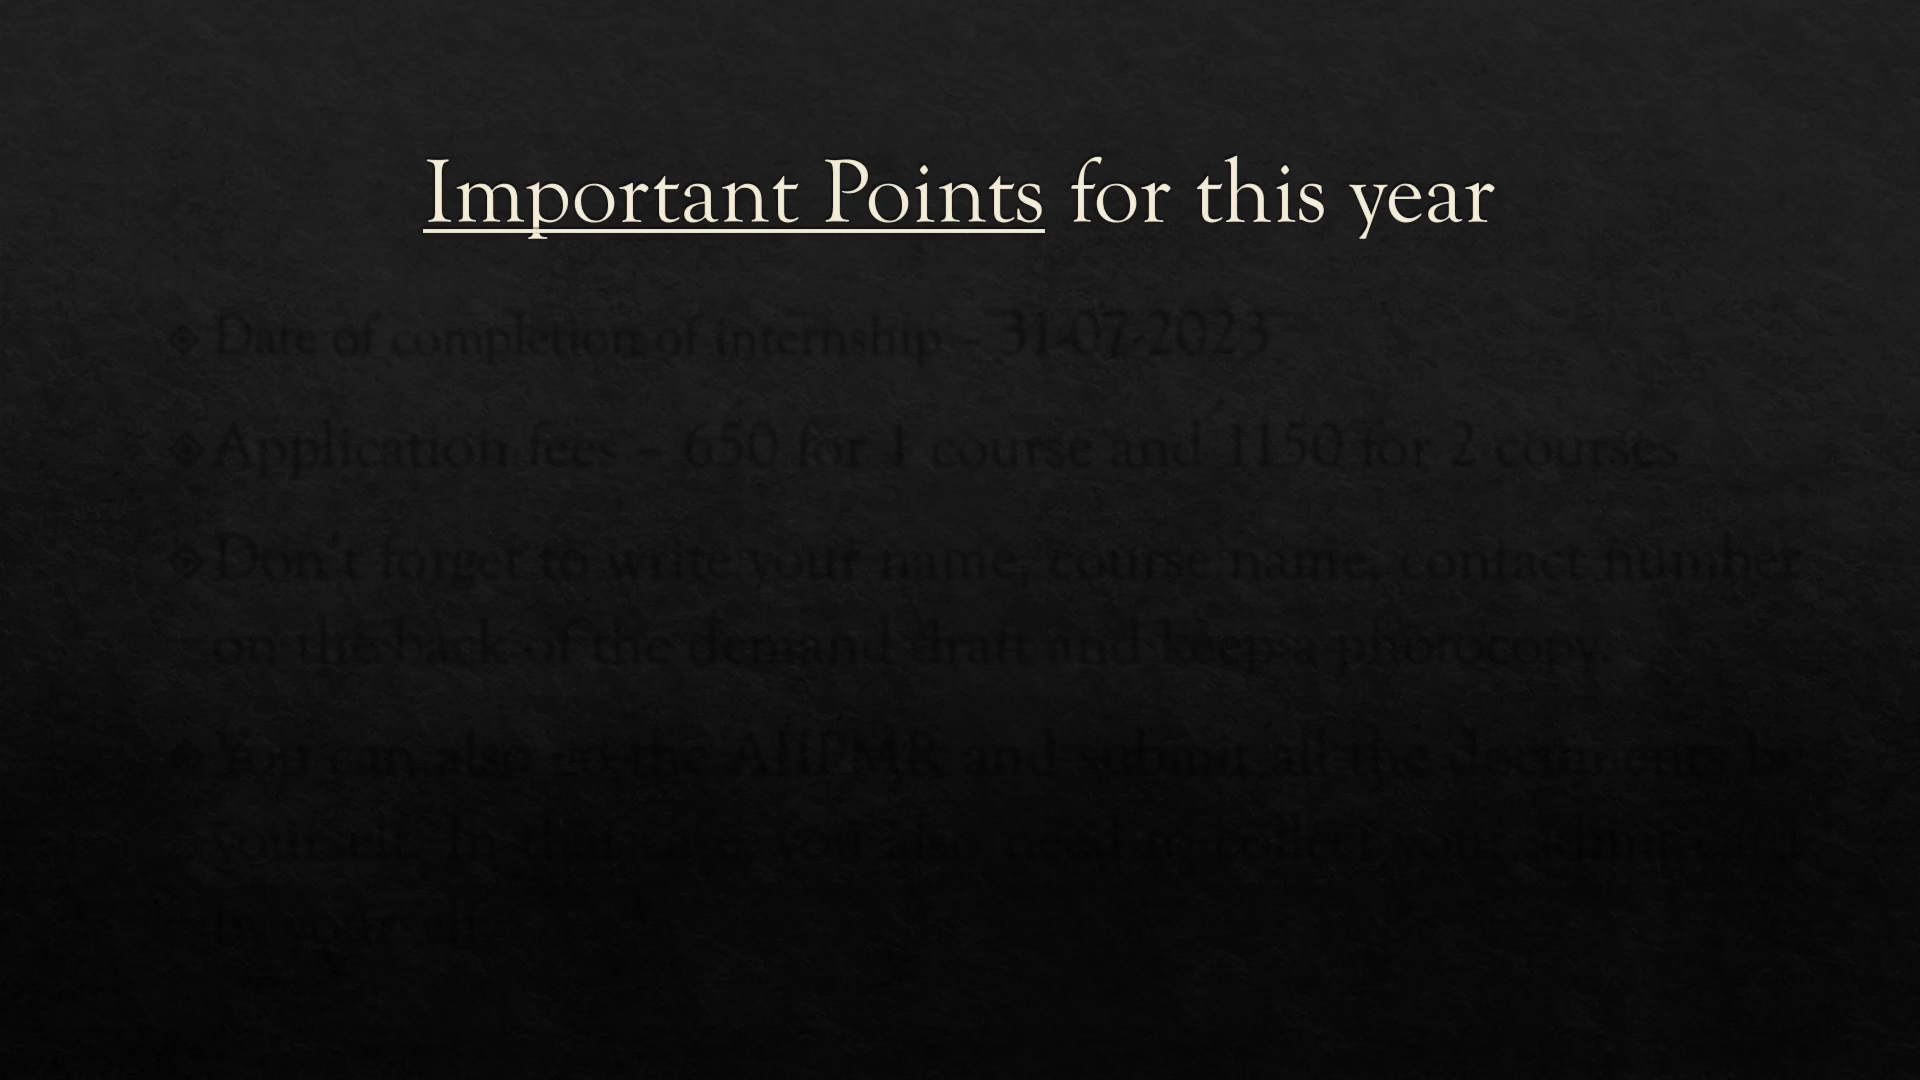 Important Points for this year
Date of completion of internship – 31-07-2023
Application fees – 650 for 1 course and 1150 for 2 courses
Don't forget to write your name, course name, contact number
on the back of the demand draft and keep a photocopy.
You can also go the AIIPMR and submit all the documents by
yourself. In that case, you also need to collect your admit card
by yourself.